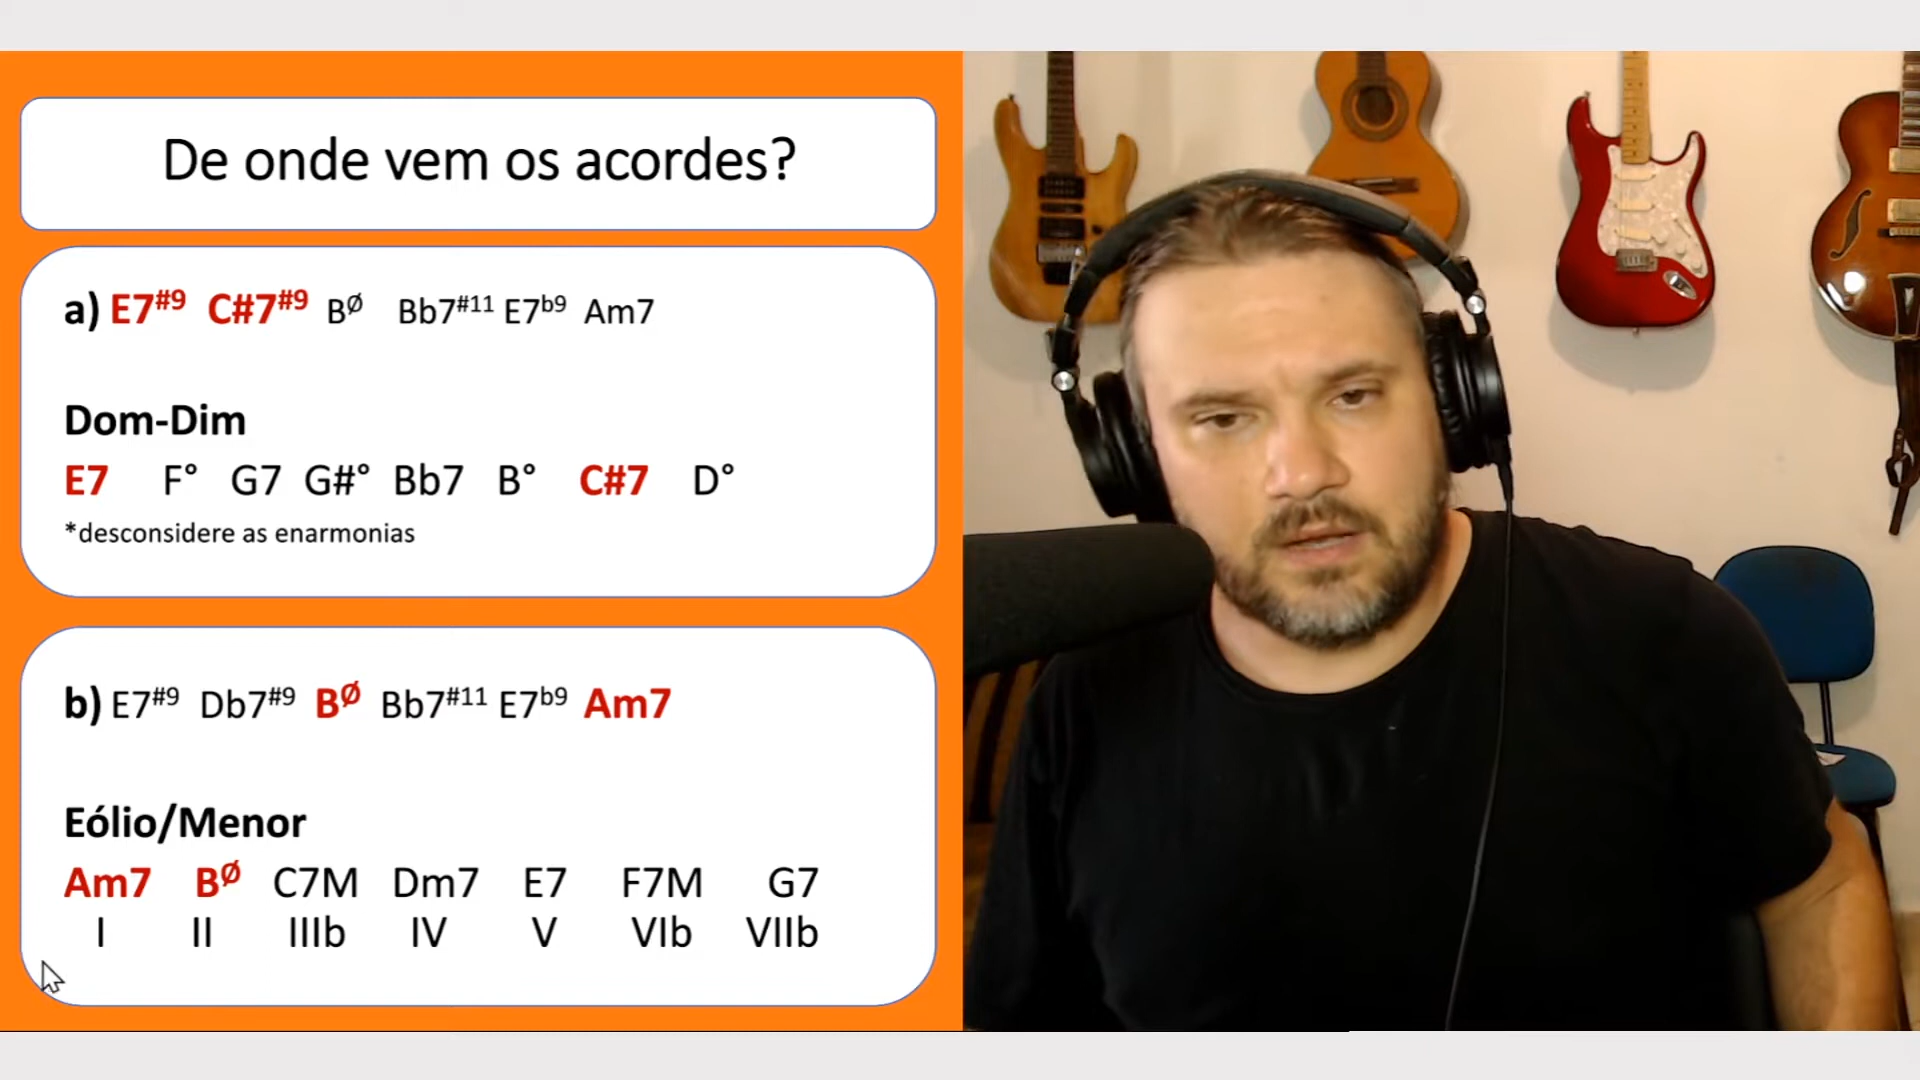 De onde vem os acordes?
a) E7#9 C#7#9 BØ Bb7#11 E7b9 Am7
Dom-Dim
E7 F° G7 G#° Bb7 B° C#7 D°
*desconsidere as enarmonias
b) E7#9 Db7#9 BØ Bb7#11 E7b9 Am7
Eólio/Menor
Am7 BØ C7M Dm7 E7 F7M G7
I II IIIb IV V VIb VIIb